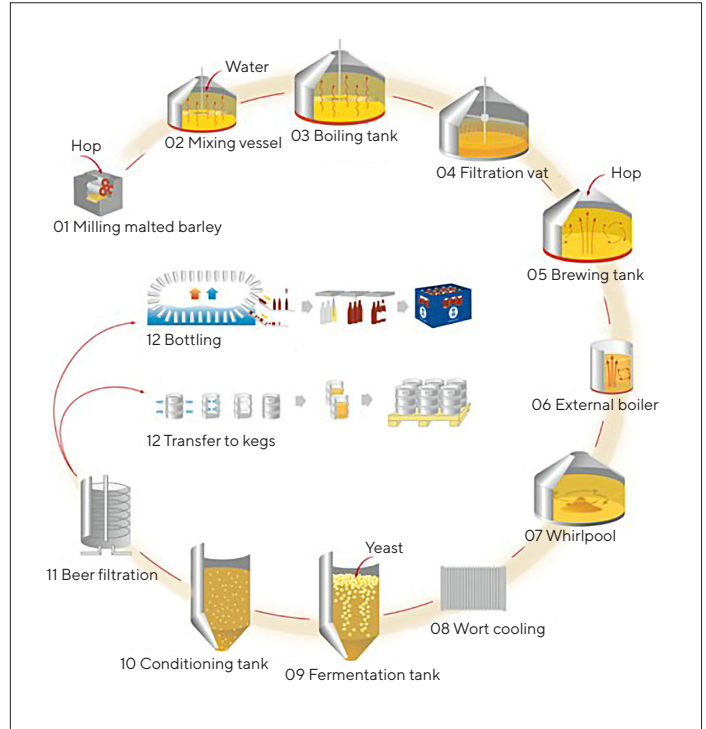 Hop
01 Milling malted barley
Water
02 Mixing vessel
03 Boiling tank
04 Filtration vat
Hop
05 Brewing tank
06 External boiler
07 Whirlpool
08 Wort cooling
Yeast
09 Fermentation tank
10 Conditioning tank
11 Beer filtration
12 Bottling
12 Transfer to kegs